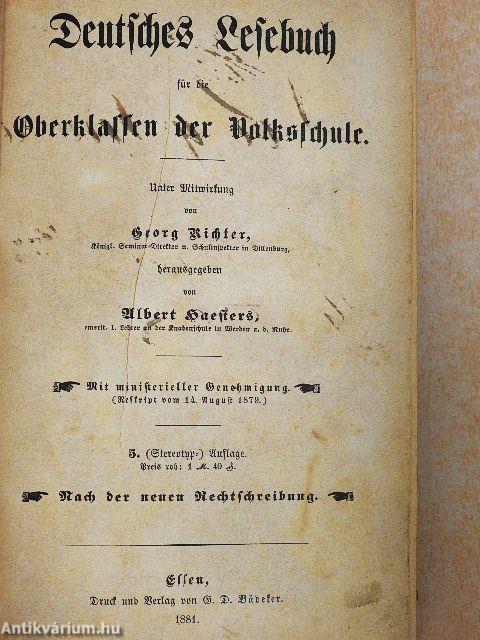 Deutsches Lesebuch
für die
Oberklassen der Volksschule.
Unter Mitwirkung
von
Georg Richter,
Königl. Seminar-Direktor u. Schulinspektor in Dillenburg,
herausgegeben
von
Albert Haesters,
emerit. 1. Lehrer an der Knabenschule in Werden a. d. Ruhr.
Mit ministerieller Genehmigung.
(Reskript vom 14. August 1879.)
5. (Stereotyp-) Auflage.
Preis roh: 1 M. 40 ₰.
Nach der neuen Rechtschreibung.
Essen,
Druck und Verlag von G. D. Bädeker.
1881.
Antikvárium.hu